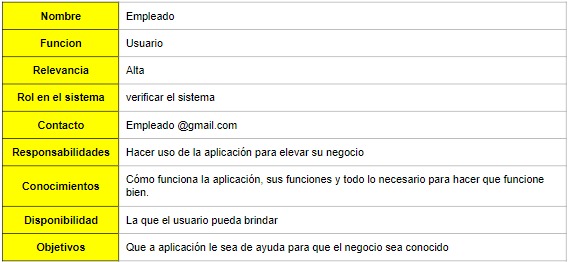 Nombre Empleado
Funcion Usuario
Relevancia Alta
Rol en el sistema verificar el sistema
Contacto Empleado @gmail.com
Responsabilidades Hacer uso de la aplicación para elevar su negocio
Conocimientos Cómo funciona la aplicación, sus funciones y todo lo necesario para hacer que funcione
bien.
Disponibilidad La que el usuario pueda brindar
Objetivos Que a aplicación le sea de ayuda para que el negocio sea conocido